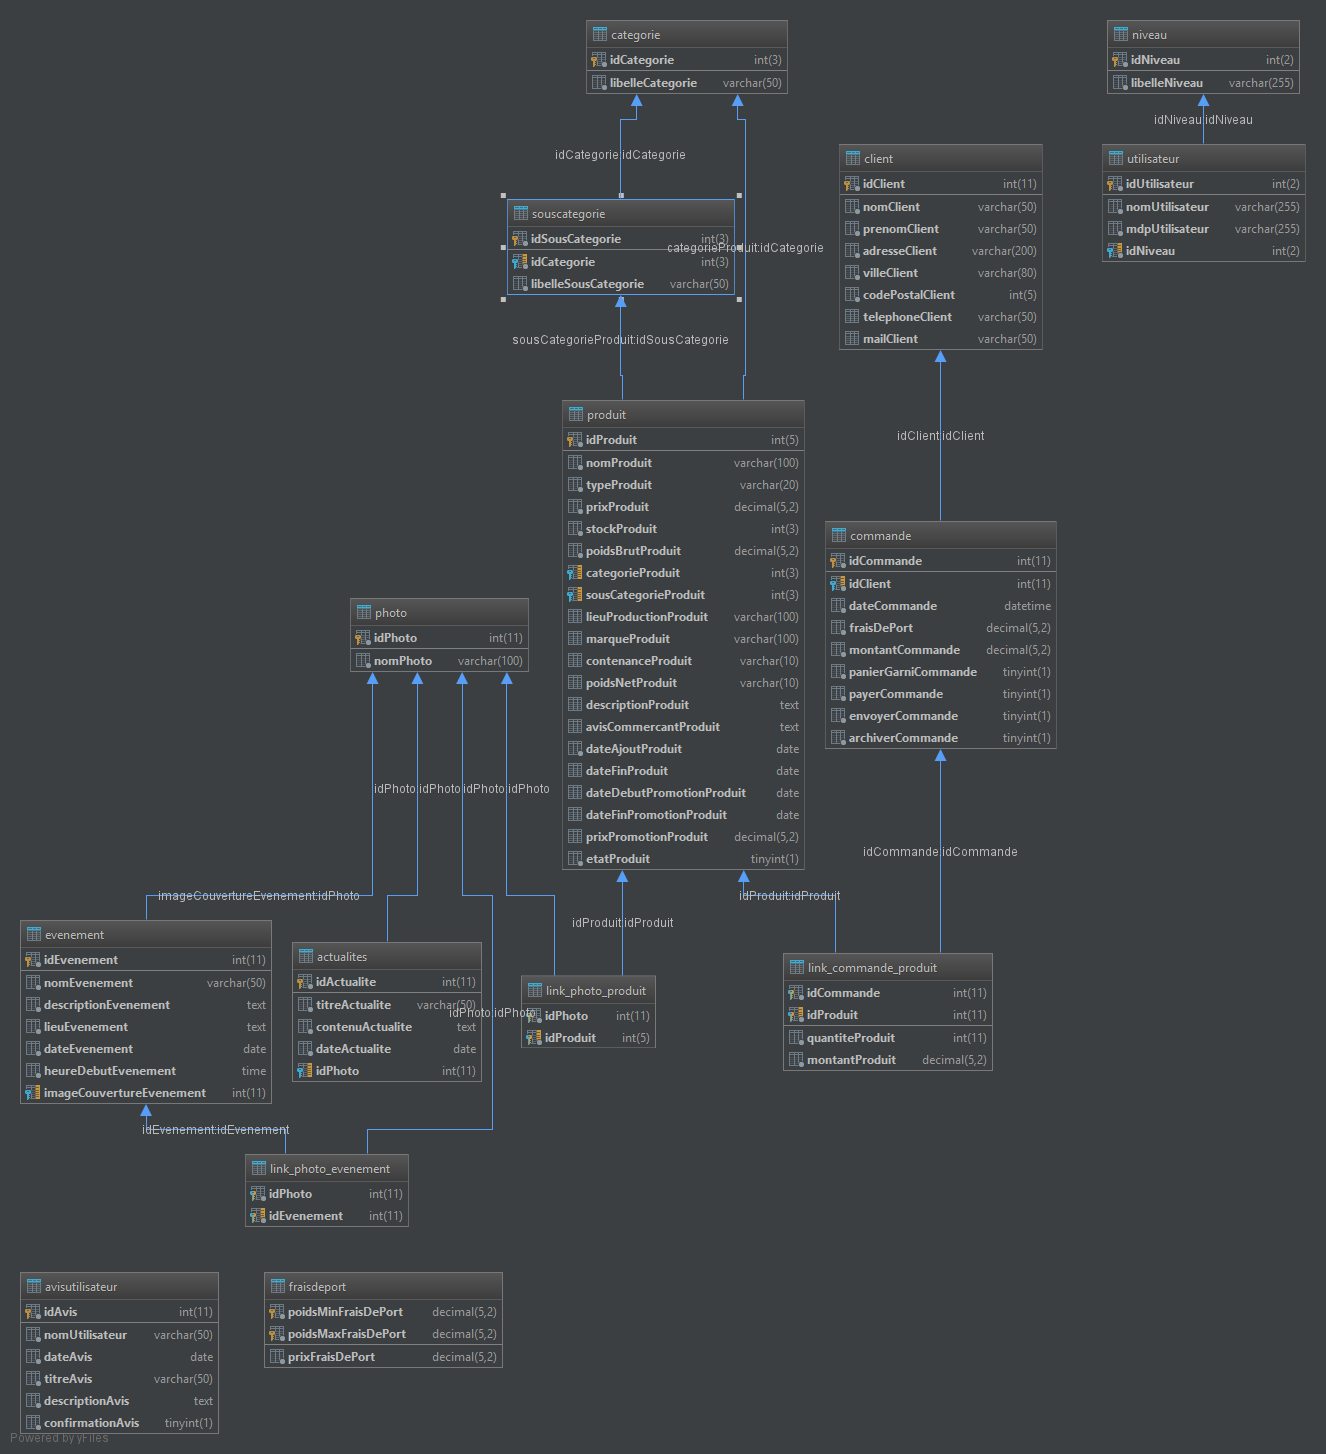 categorie
idCategorie int(3)
libelleCategorie varchar(50)
niveau
idNiveau int(2)
libelleNiveau varchar(255)
idNiveau:idNiveau
idCategorie:idCategorie
client
idClient int(11)
nomClient varchar(50)
prenomClient varchar(50)
adresseClient varchar(200)
villeClient varchar(80)
codePostalClient int(5)
telephoneClient varchar(50)
mailClient varchar(50)
utilisateur
idUtilisateur int(2)
nomUtilisateur varchar(255)
mdpUtilisateur varchar(255)
idNiveau int(2)
souscategorie
idSousCategorie int(3)
idCategorie int(3)
libelleSousCategorie varchar(50)
categorieProduit:idCategorie
sousCategorieProduit:idSousCategorie
idClient:idClient
produit
idProduit int(5)
nomProduit varchar(100)
typeProduit varchar(20)
prixProduit decimal(5,2)
stockProduit int(3)
poidsBrutProduit decimal(5,2)
categorieProduit int(3)
sousCategorieProduit int(3)
lieuProductionProduit varchar(100)
marqueProduit varchar(100)
contenanceProduit varchar(10)
poidsNetProduit varchar(10)
descriptionProduit text
avisCommercantProduit text
dateAjoutProduit date
dateFinProduit date
dateDebutPromotionProduit date
dateFinPromotionProduit date
prixPromotionProduit decimal(5,2)
etatProduit tinyint(1)
commande
idCommande int(11)
idClient int(11)
dateCommande datetime
fraisDePort decimal(5,2)
montantCommande decimal(5,2)
panierGarniCommande tinyint(1)
payerCommande tinyint(1)
envoyerCommande tinyint(1)
archiverCommande tinyint(1)
photo
idPhoto int(11)
nomPhoto varchar(100)
idPhoto:idPhoto:idPhoto:idPhoto
idCommande:idCommande
imageCouvertureEvenement:idPhoto
idProduit:idProduit
idProduit:idProduit
evenement
idEvenement int(11)
nomEvenement varchar(50)
descriptionEvenement text
lieuEvenement text
dateEvenement date
heureDebutEvenement time
imageCouvertureEvenement int(11)
actualites
idActualite int(11)
titreActualite varchar(50)
contenuActualite text
dateActualite date
idPhoto int(11)
idPhoto:idPhoto
link_photo_produit
idPhoto int(11)
idProduit int(5)
link_commande_produit
idCommande int(11)
idProduit int(11)
quantiteProduit int(11)
montantProduit decimal(5,2)
idEvenement:idEvenement
link_photo_evenement
idPhoto int(11)
idEvenement int(11)
avisutilisateur
idAvis int(11)
nomUtilisateur varchar(50)
dateAvis date
titreAvis varchar(50)
descriptionAvis text
confirmationAvis tinyint(1)
fraisdeport
poidsMinFraisDePort decimal(5,2)
poidsMaxFraisDePort decimal(5,2)
prixFraisDePort decimal(5,2)
Powered by yFiles